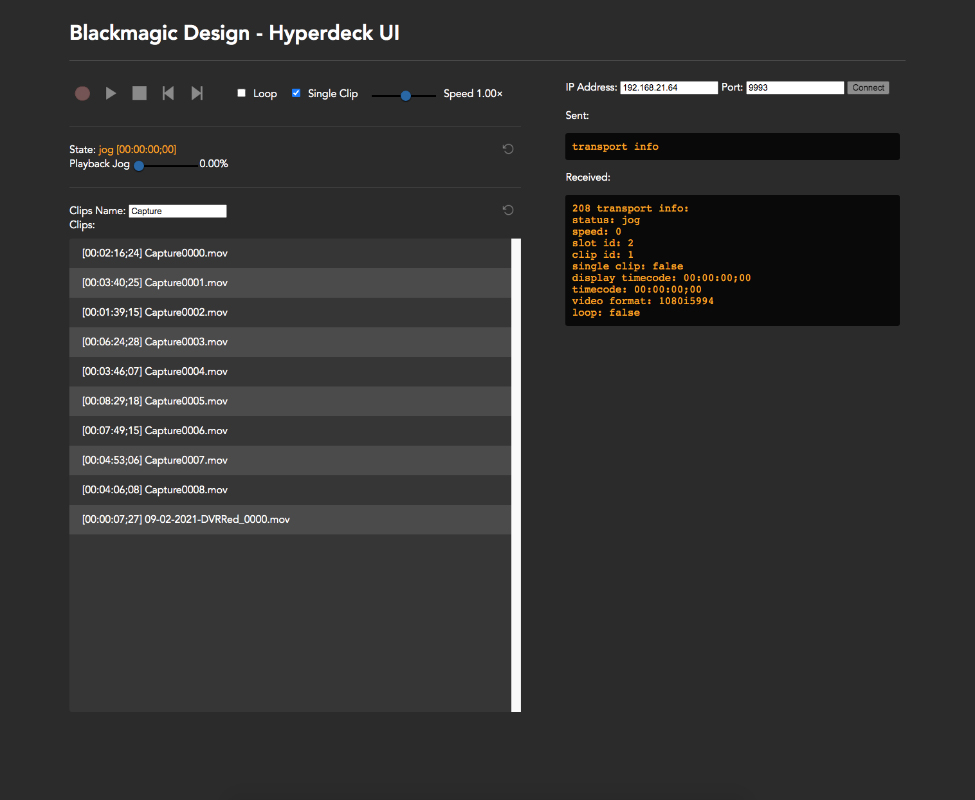 Blackmagic Design - Hyperdeck UI
Loop Single Clip Speed 1.00×
State: jog [00:00:00;00]
Playback Jog 0.00%
Clips Name: Capture
Clips:
[00:02:16;24] Capture0000.mov
[00:03:40;25] Capture0001.mov
[00:01:39;15] Capture0002.mov
[00:06:24;28] Capture0003.mov
[00:03:46;07] Capture0004.mov
[00:08:29;18] Capture0005.mov
[00:07:49;15] Capture0006.mov
[00:04:53;06] Capture0007.mov
[00:04:06;08] Capture0008.mov
[00:00:07;27] 09-02-2021-DVRRed_0000.mov
IP Address: 192.168.21.64 Port: 9993 Connect
Sent:
transport info
Received:
208 transport info:
status: jog
speed: 0
slot id: 2
clip id: 1
single clip: false
display timecode: 00:00:00;00
timecode: 00:00:00;00
video format: 1080i5994
loop: false